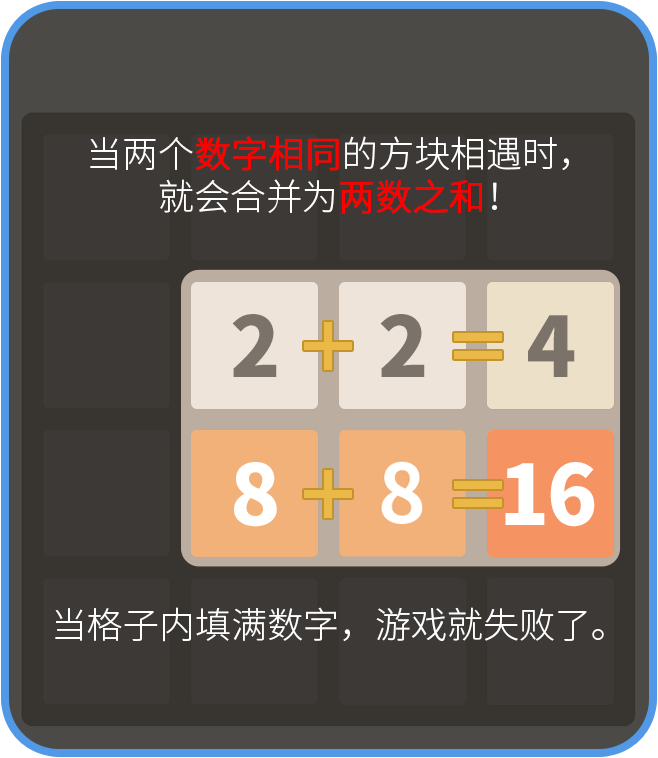 当两个数字相同的方块相遇时，
就会合并为两数之和！
2 + 2 = 4
8 + 8 = 16
当格子内填满数字，游戏就失败了。